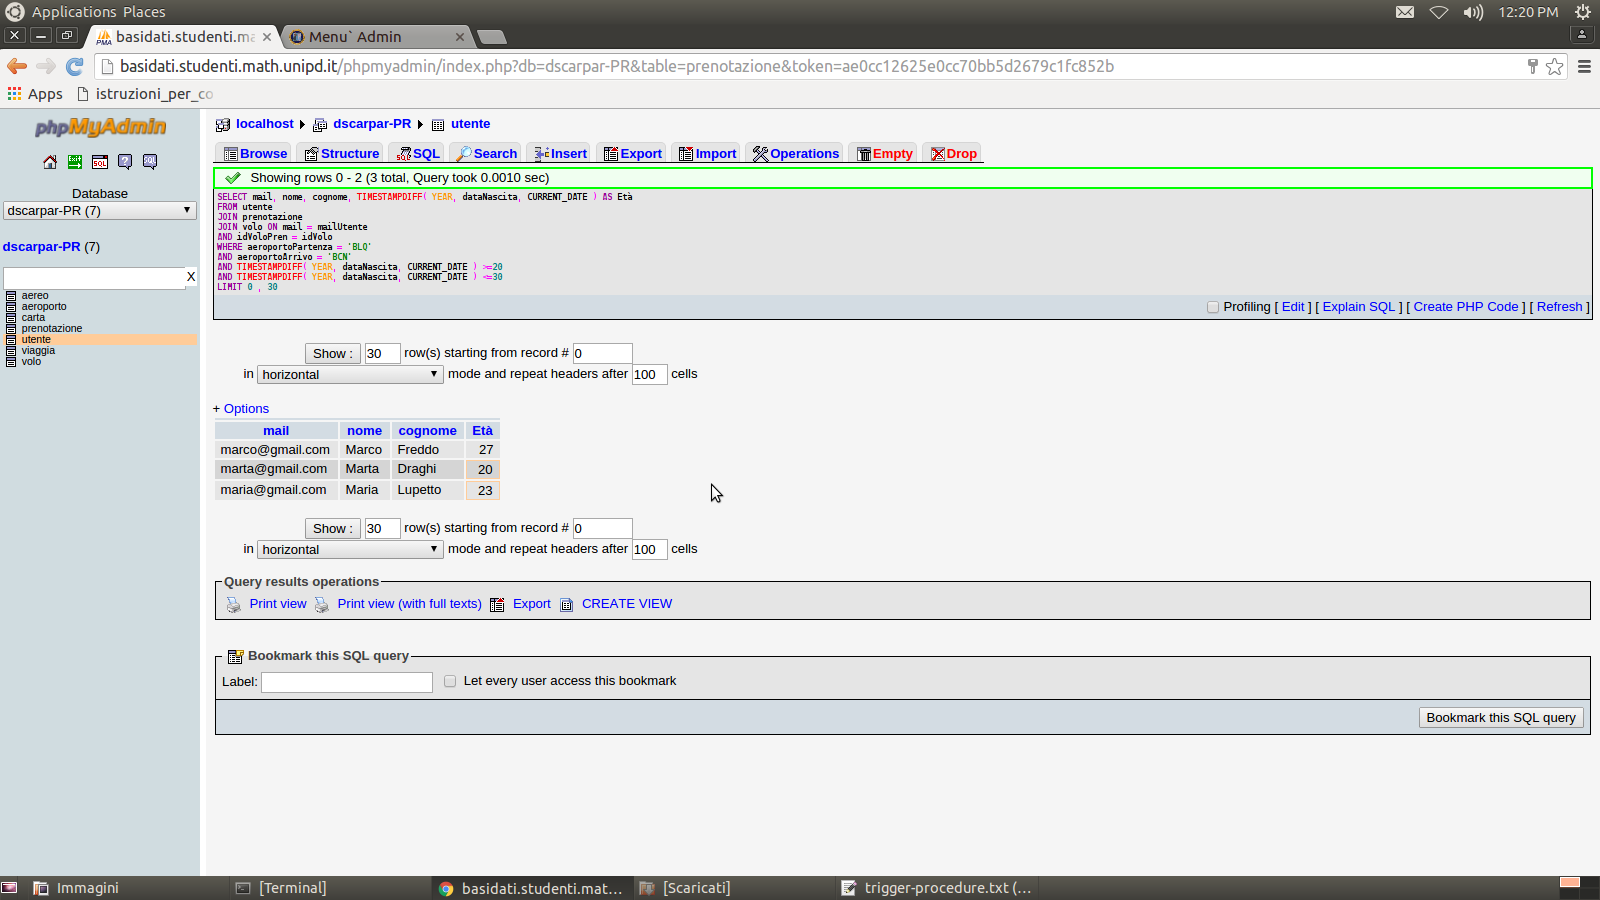 Applications Places
12:20 PM
basidati.studenti.ma
Menu` Admin
basidati.studenti.math.unipd.it/phpmyadmin/index.php?db=dscarpar-PR&table=prenotazione&token=ae0cc12625e0cc70bb5d2679c1fc852b
Apps istruzioni_per_co
phpMyAdmin
Database
dscarpar-PR (7)
dscarpar-PR (7)
X
aereo
aeroporto
carta
prenotazione
utente
viaggia
volo
localhost dscarpar-PR utente
Browse Structure SQL Search Insert Export Import Operations Empty Drop
Showing rows 0 - 2 (3 total, Query took 0.0010 sec)
SELECT mail, nome, cognome, TIMESTAMPDIFF( YEAR, dataNascita, CURRENT_DATE ) AS Età
FROM utente
JOIN prenotazione
JOIN volo ON mail = mailUtente
AND idVoloPren = idVolo
WHERE aeroportoPartenza = 'BLQ'
AND aeroportoArrivo = 'BCN'
AND TIMESTAMPDIFF( YEAR, dataNascita, CURRENT_DATE ) >=20
AND TIMESTAMPDIFF( YEAR, dataNascita, CURRENT_DATE ) <=30
LIMIT 0 , 30
Profiling [ Edit ] [ Explain SQL ] [ Create PHP Code ] [ Refresh ]
Show : 30 row(s) starting from record # 0
in horizontal mode and repeat headers after 100 cells
+ Options
mail nome cognome Età
marco@gmail.com Marco Freddo 27
marta@gmail.com Marta Draghi 20
maria@gmail.com Maria Lupetto 23
Show : 30 row(s) starting from record # 0
in horizontal mode and repeat headers after 100 cells
Query results operations
Print view Print view (with full texts) Export CREATE VIEW
Bookmark this SQL query
Label: Let every user access this bookmark
Bookmark this SQL query
Immagini [Terminal] basidati.studenti.mat... [Scaricati] trigger-procedure.txt (...